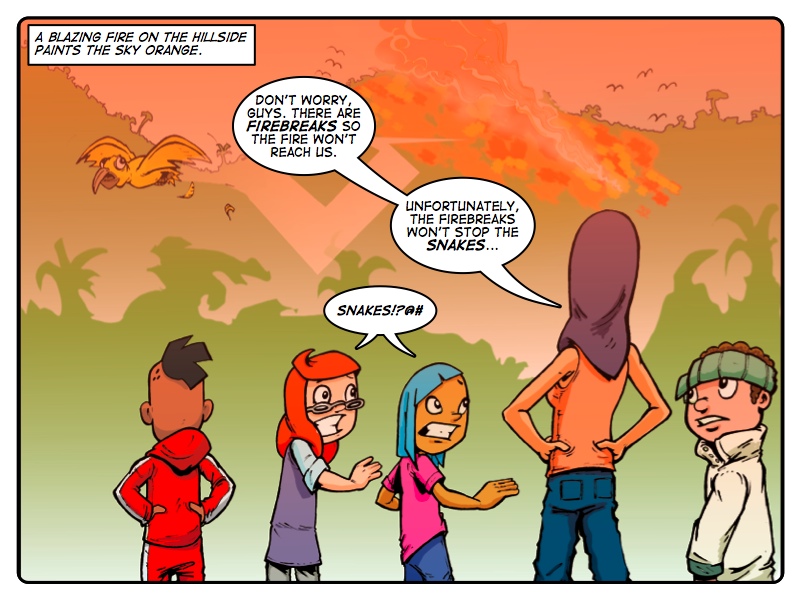 A BLAZING FIRE ON THE HILLSIDE
PAINTS THE SKY ORANGE.
DON'T WORRY,
GUYS. THERE ARE
FIREBREAKS SO
THE FIRE WON'T
REACH US.
UNFORTUNATELY,
THE FIREBREAKS
WON'T STOP THE
SNAKES...
SNAKES!?@#